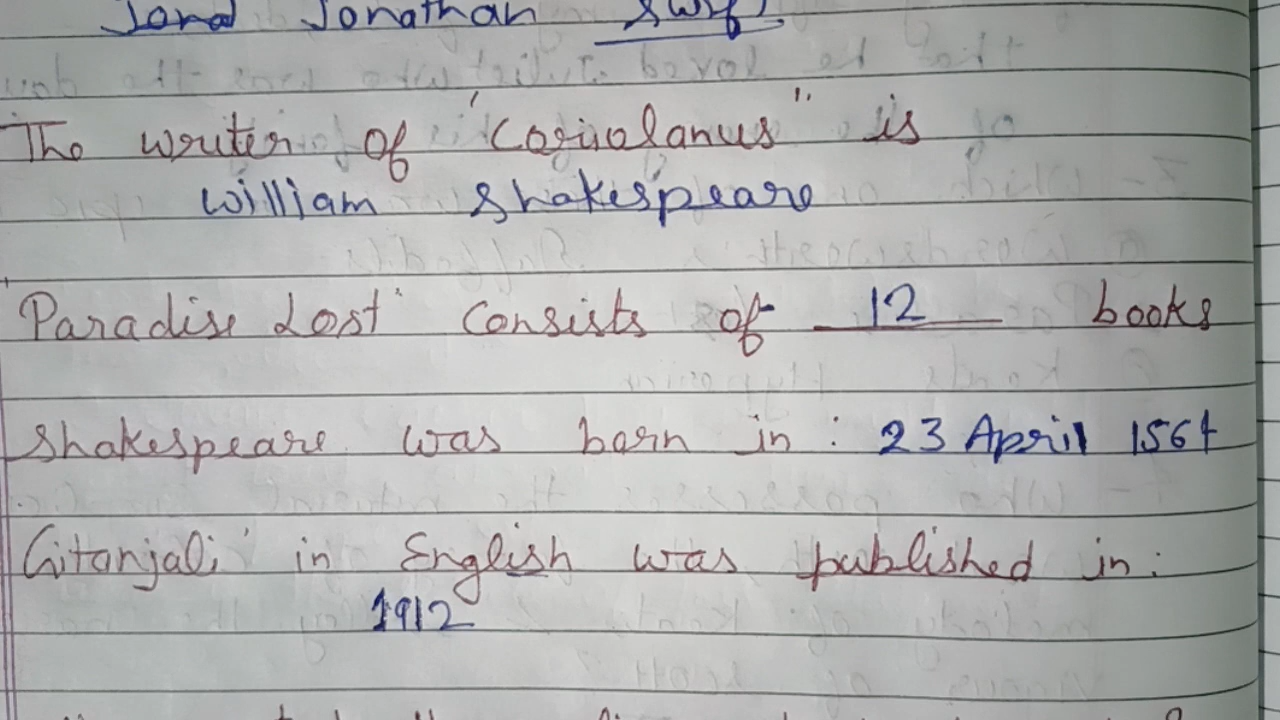 Jonathan Swift
The writer of 'Coriolanus" is
William Shakespeare
Paradise Lost' consists of 12 books
Shakespeare was born in : 23 April 1564
Gitanjali' in English was published in:
1912